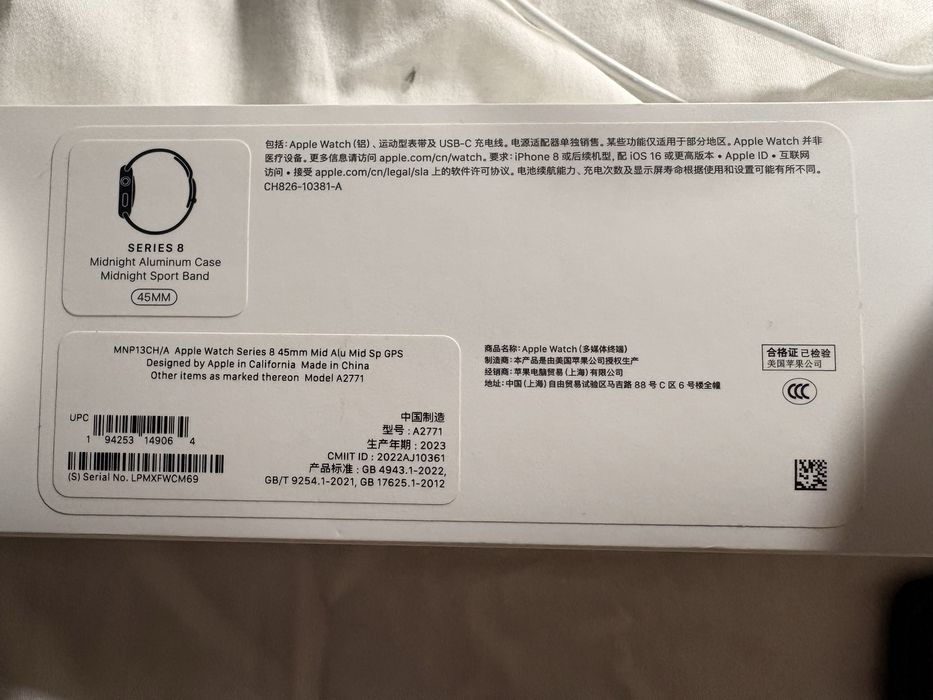 包括: Apple Watch (铝)、运动型表带及 USB-C 充电线。电源适配器单独销售。某些功能仅适用于部分地区。Apple Watch 并非
医疗设备。更多信息请访问 apple.com/cn/watch。要求: iPhone 8 或后续机型, 配 iOS 16 或更高版本 • Apple ID • 互联网
访问 • 接受 apple.com/cn/legal/sla 上的软件许可协议。电池续航能力、充电次数及显示屏寿命根据使用和设置可能有所不同。
CH826-10381-A
SERIES 8
Midnight Aluminum Case
Midnight Sport Band
45MM
MNP13CH/A Apple Watch Series 8 45mm Mid Alu Mid Sp GPS
Designed by Apple in California Made in China
Other items as marked thereon Model A2771
UPC
1 94253 14906 4
(S) Serial No. LPMXFWCM69
中国制造
型号: A2771
生产年期: 2023
CMIIT ID: 2022AJ10361
产品标准: GB 4943.1-2022,
GB/T 9254.1-2021, GB 17625.1-2012
商品名称: Apple Watch (多媒体终端)
制造商: 本产品是由美国苹果公司授权生产
经销商: 苹果电脑贸易 (上海) 有限公司
地址: 中国 (上海) 自由贸易试验区马吉路 88 号 C 区 6 号楼全幢
合格证 已检验
美国苹果公司
CCC